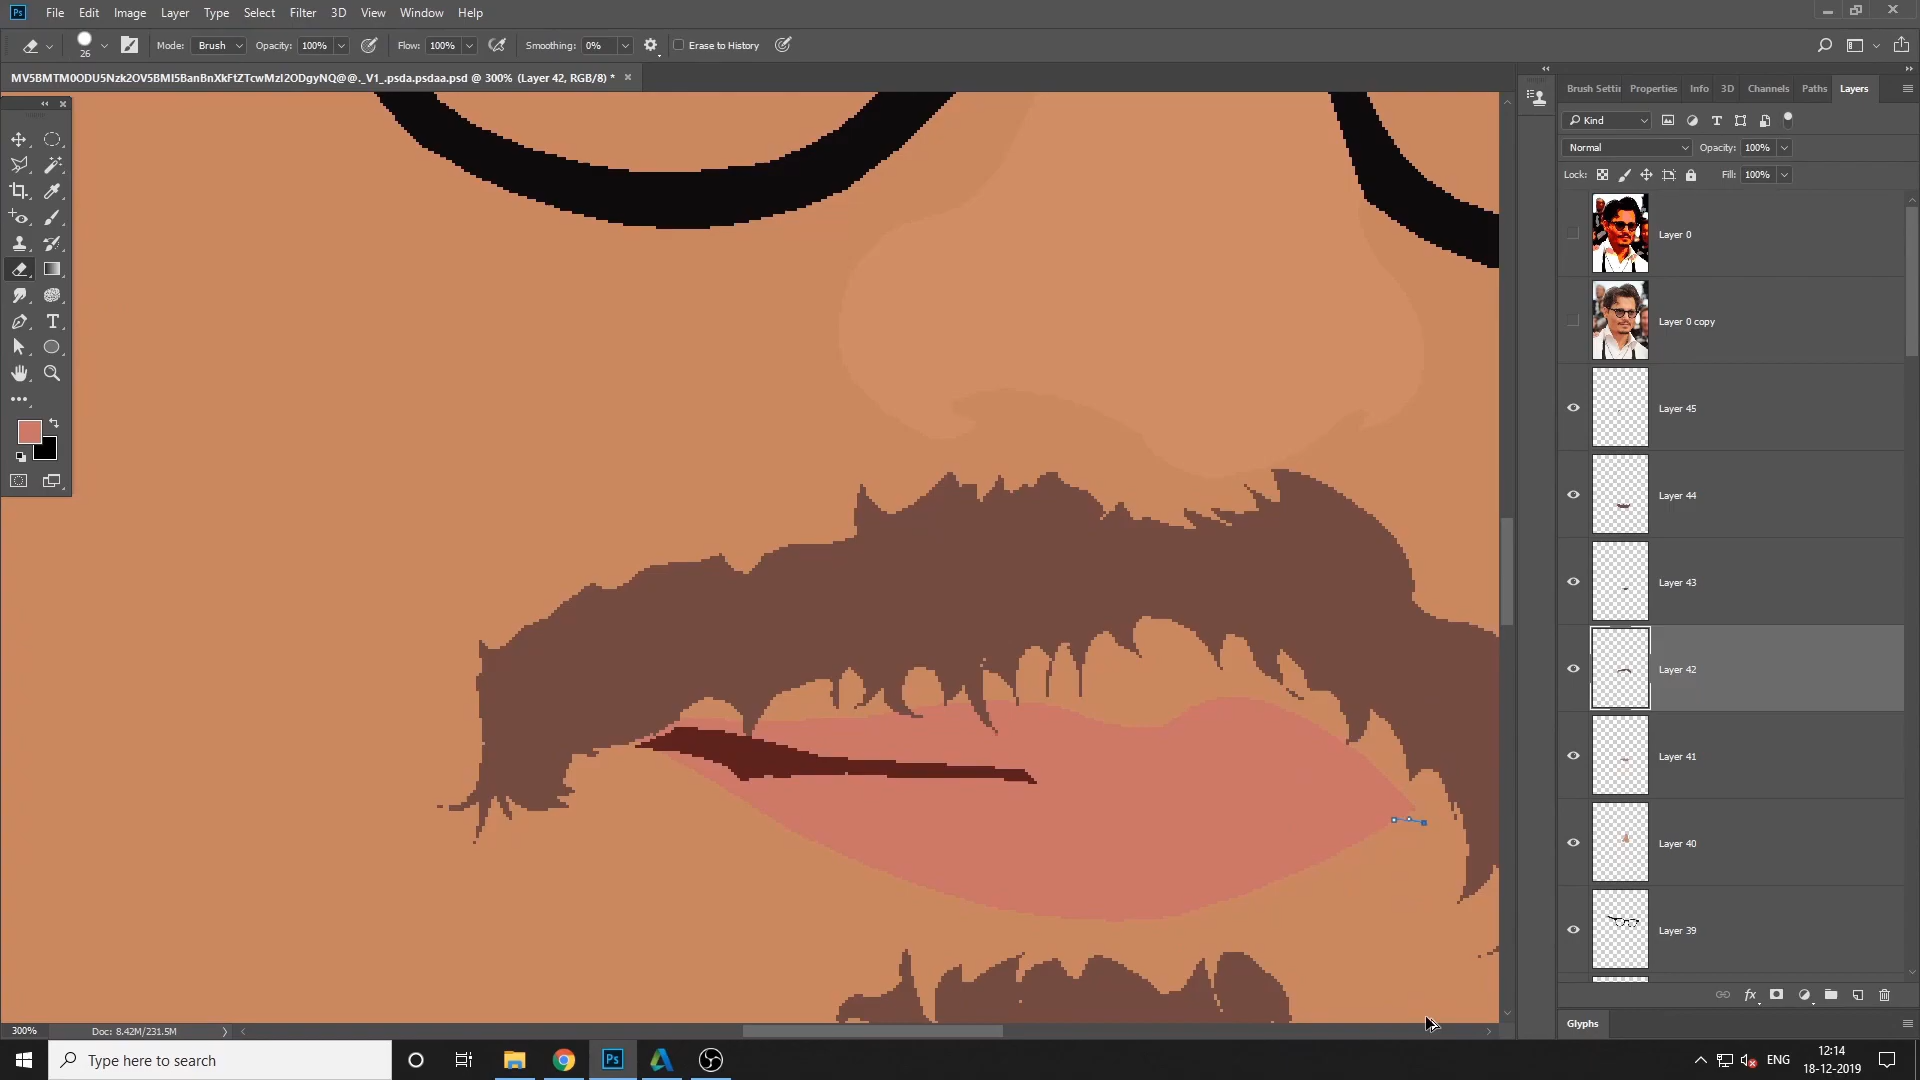 Ps File Edit Image Layer Type Select Filter 3D View Window Help
26 Mode: Brush Opacity: 100% Flow: 100% Smoothing: 0% Erase to History
MV5BMTM0ODU5Nzk2OV5BMl5BanBnXkFtZTcwMzI2ODgyNQ@@._V1_.psda.psdaa.psd @ 300% (Layer 42, RGB/8) *
Brush Settin Properties Info 3D Channels Paths Layers
Kind
Normal Opacity: 100%
Lock: Fill: 100%
Layer 0
Layer 0 copy
Layer 45
Layer 44
Layer 43
Layer 42
Layer 41
Layer 40
Layer 39
Glyphs
300% Doc: 8.42M/231.5M
Type here to search
Ps
ENG
12:14
18-12-2019